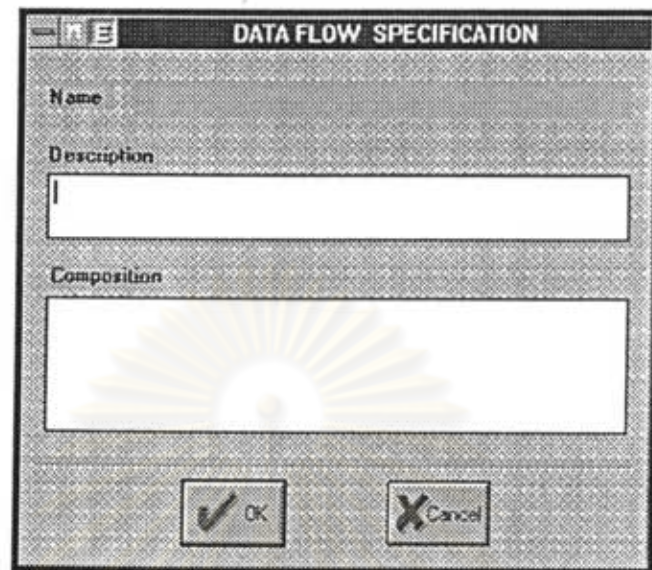 DATA FLOW SPECIFICATION
Name
Description
Composition
OK
Cancel